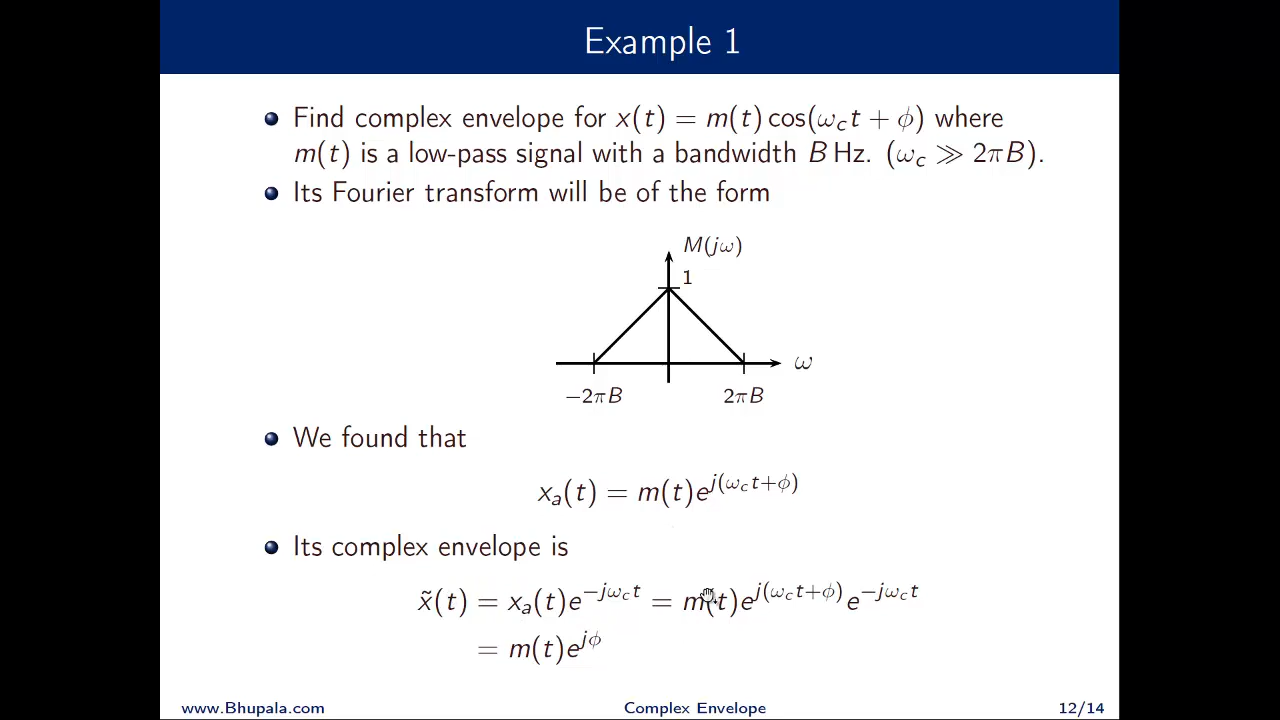 Example 1
Find complex envelope for x(t) = m(t) cos(ω_c t + ϕ) where
m(t) is a low-pass signal with a bandwidth B Hz. (ω_c ≫ 2πB).
Its Fourier transform will be of the form
M(jω)
1
ω
−2πB 2πB
We found that
x_a(t) = m(t)e^{j(ω_c t+ϕ)}
Its complex envelope is
x̃(t) = x_a(t)e^{−jω_c t} = m(t)e^{j(ω_c t+ϕ)}e^{−jω_c t}
= m(t)e^{jϕ}
www.Bhupala.com Complex Envelope 12/14